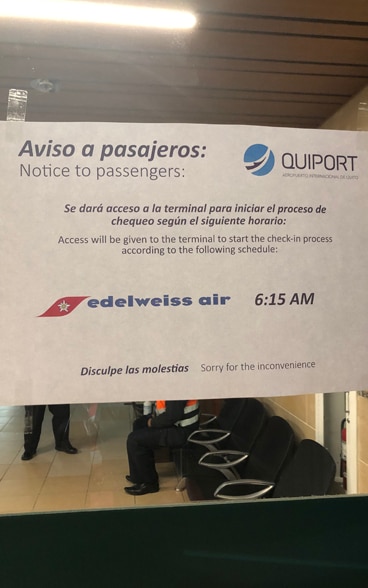 Aviso a pasajeros:
Notice to passengers:
QUIPORT
AEROPUERTO INTERNACIONAL DE QUITO
Se dará acceso a la terminal para iniciar el proceso de
chequeo según el siguiente horario:
Access will be given to the terminal to start the check-in process
according to the following schedule:
edelweiss air 6:15 AM
Disculpe las molestias Sorry for the inconvenience